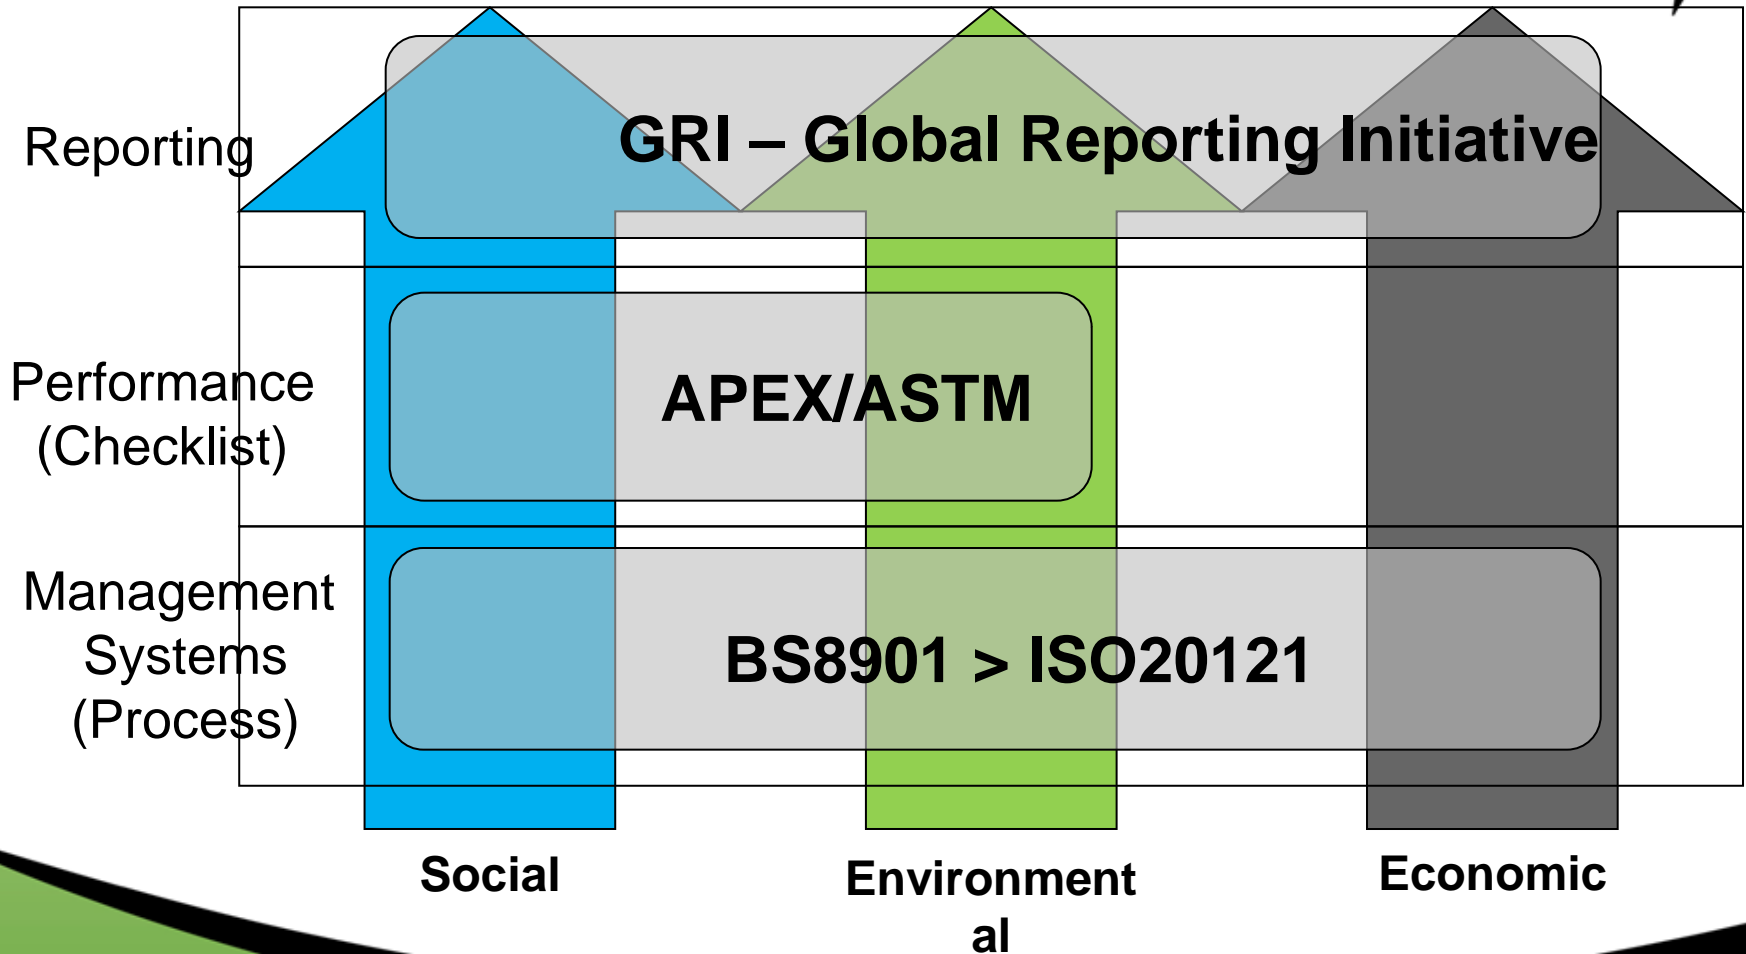 Reporting
GRI – Global Reporting Initiative
Performance
(Checklist)
APEX/ASTM
Management
Systems
(Process)
BS8901 > ISO20121
Social
Environment
al
Economic